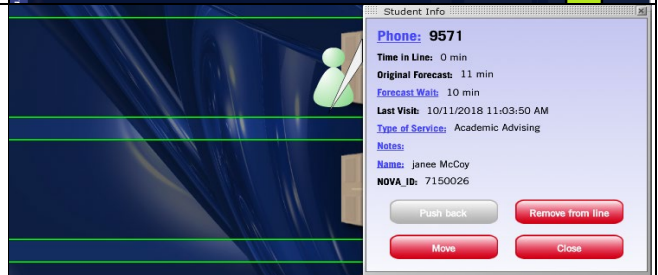 Student Info
Phone: 9571
Time in Line: 0 min
Original Forecast: 11 min
Forecast Wait: 10 min
Last Visit: 10/11/2018 11:03:50 AM
Type of Service: Academic Advising
Notes:
Name: janee McCoy
NOVA_ID: 7150026
Push back Remove from line
Move Close